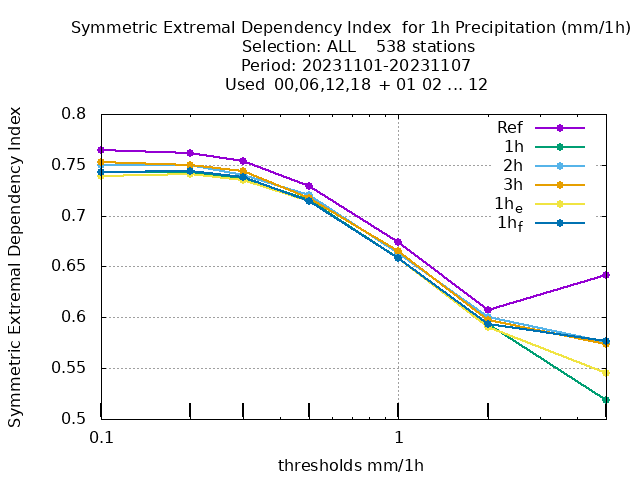 Symmetric Extremal Dependency Index  for 1h Precipitation (mm/1h)
Selection: ALL    538 stations
Period: 20231101-20231107
Used  00,06,12,18 + 01 02 ... 12
Symmetric Extremal Dependency Index
0.8
0.75
0.7
0.65
0.6
0.55
0.5
Ref
1h
2h
3h
1he
1hf
0.1
1
thresholds mm/1h